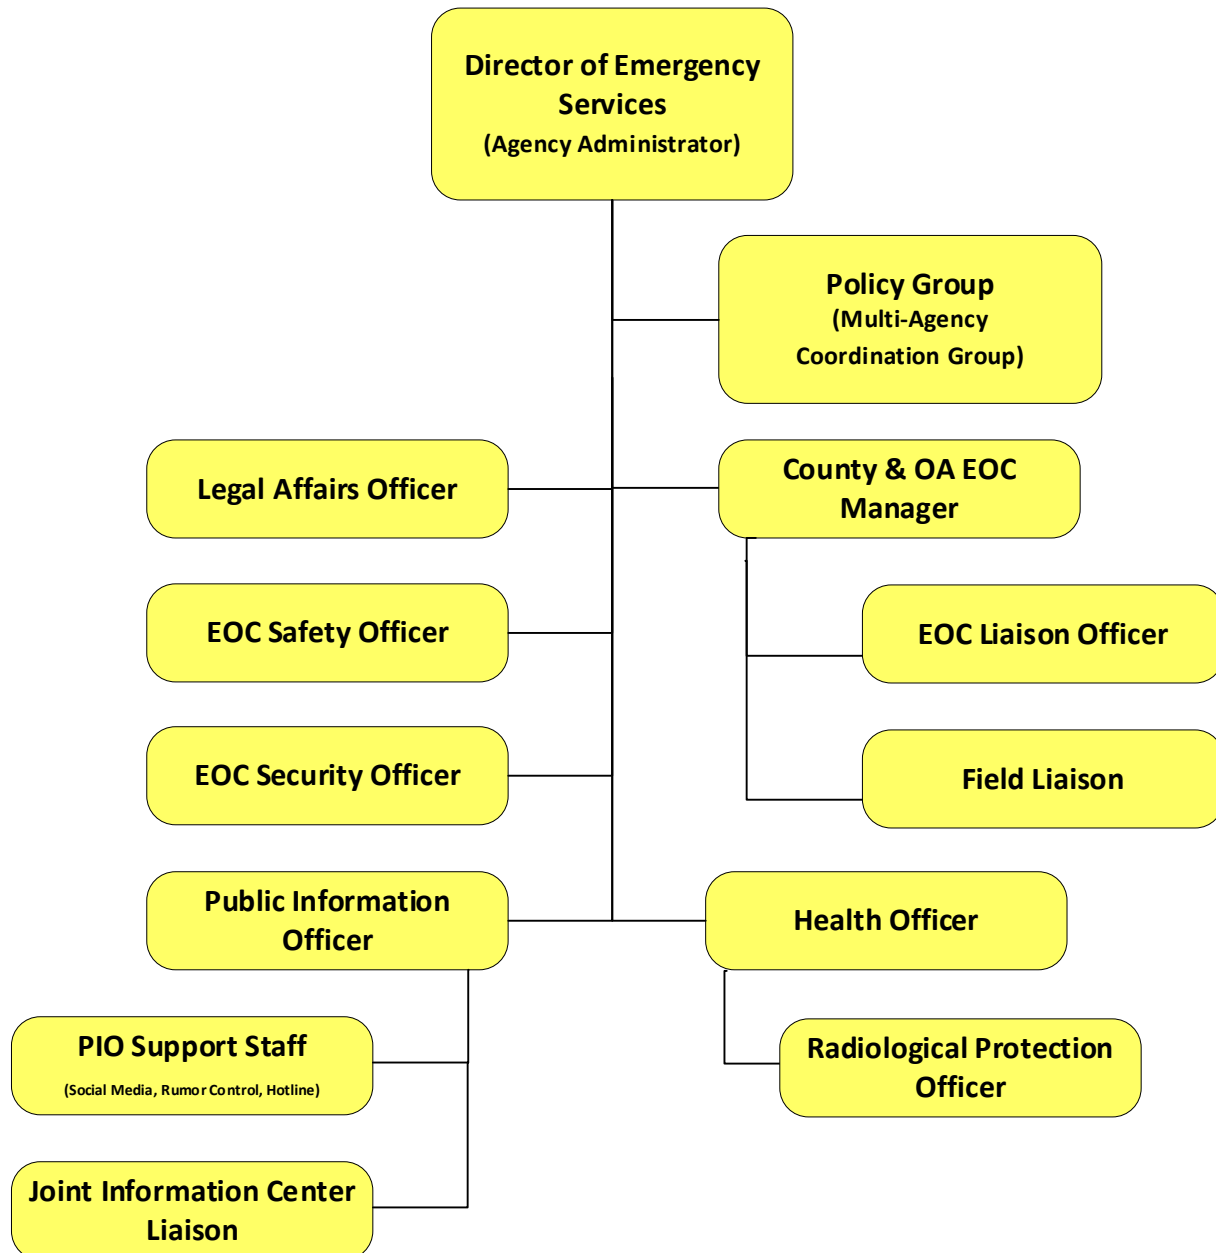 Director of Emergency
Services
(Agency Administrator)
Policy Group
(Multi-Agency
Coordination Group)
Legal Affairs Officer
County & OA EOC
Manager
EOC Safety Officer
EOC Liaison Officer
EOC Security Officer
Field Liaison
Public Information
Officer
Health Officer
PIO Support Staff
(Social Media, Rumor Control, Hotline)
Radiological Protection
Officer
Joint Information Center
Liaison